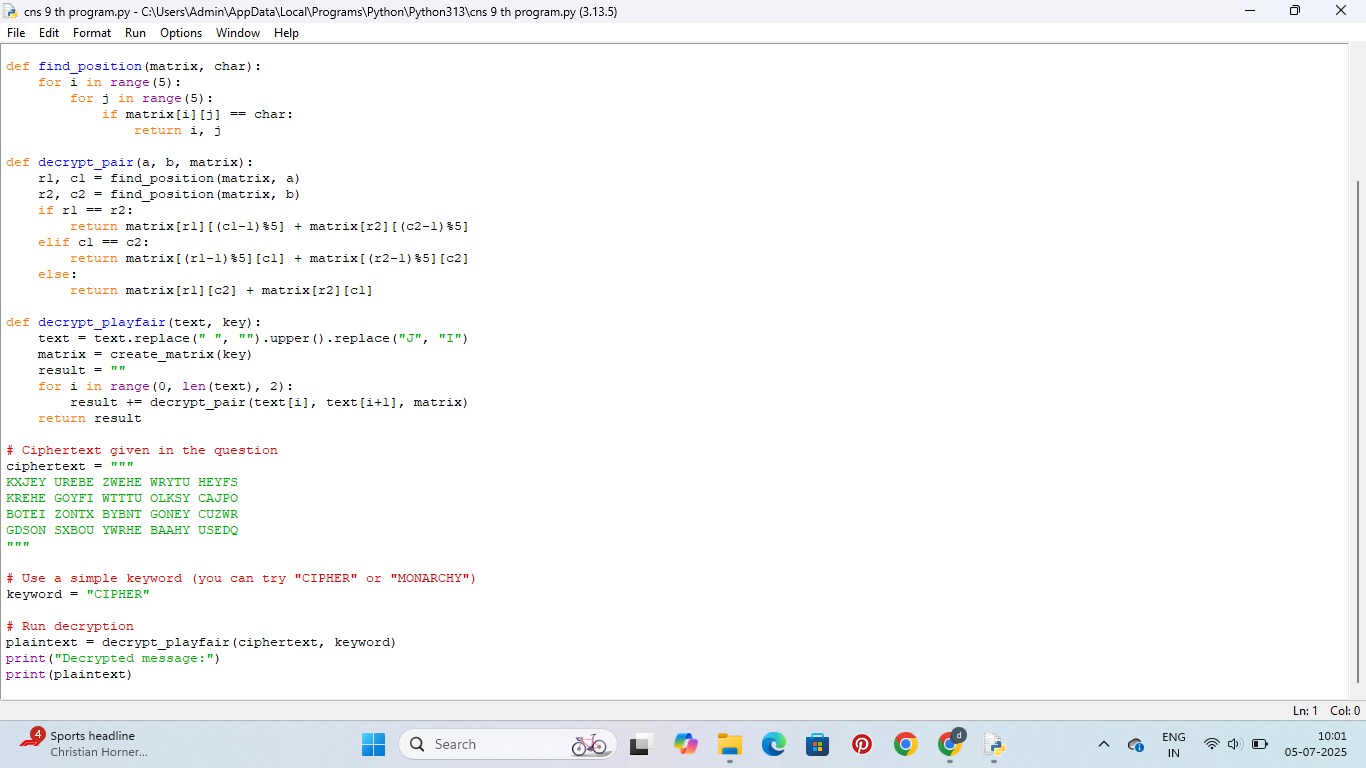 cns 9 th program.py - C:\Users\Admin\AppData\Local\Programs\Python\Python313\cns 9 th program.py (3.13.5)
File Edit Format Run Options Window Help
def find_position(matrix, char):
    for i in range(5):
        for j in range(5):
            if matrix[i][j] == char:
                return i, j
def decrypt_pair(a, b, matrix):
    r1, c1 = find_position(matrix, a)
    r2, c2 = find_position(matrix, b)
    if r1 == r2:
        return matrix[r1][(c1-1)%5] + matrix[r2][(c2-1)%5]
    elif c1 == c2:
        return matrix[(r1-1)%5][c1] + matrix[(r2-1)%5][c2]
    else:
        return matrix[r1][c2] + matrix[r2][c1]
def decrypt_playfair(text, key):
    text = text.replace(" ", "").upper().replace("J", "I")
    matrix = create_matrix(key)
    result = ""
    for i in range(0, len(text), 2):
        result += decrypt_pair(text[i], text[i+1], matrix)
    return result
# Ciphertext given in the question
ciphertext = """
KXJEY UREBE ZWEHE WRYTU HEYFS
KREHE GOYFI WTTTU OLKSY CAJPO
BOTEI ZONTX BYBNT GONEY CUZWR
GDSON SXBOU YWRHE BAAHY USEDQ
"""
# Use a simple keyword (you can try "CIPHER" or "MONARCHY")
keyword = "CIPHER"
# Run decryption
plaintext = decrypt_playfair(ciphertext, keyword)
print("Decrypted message:")
print(plaintext)
Ln: 1 Col: 0
4
Sports headline
Christian Horner...
Search
d
ENG
IN
10:01
05-07-2025